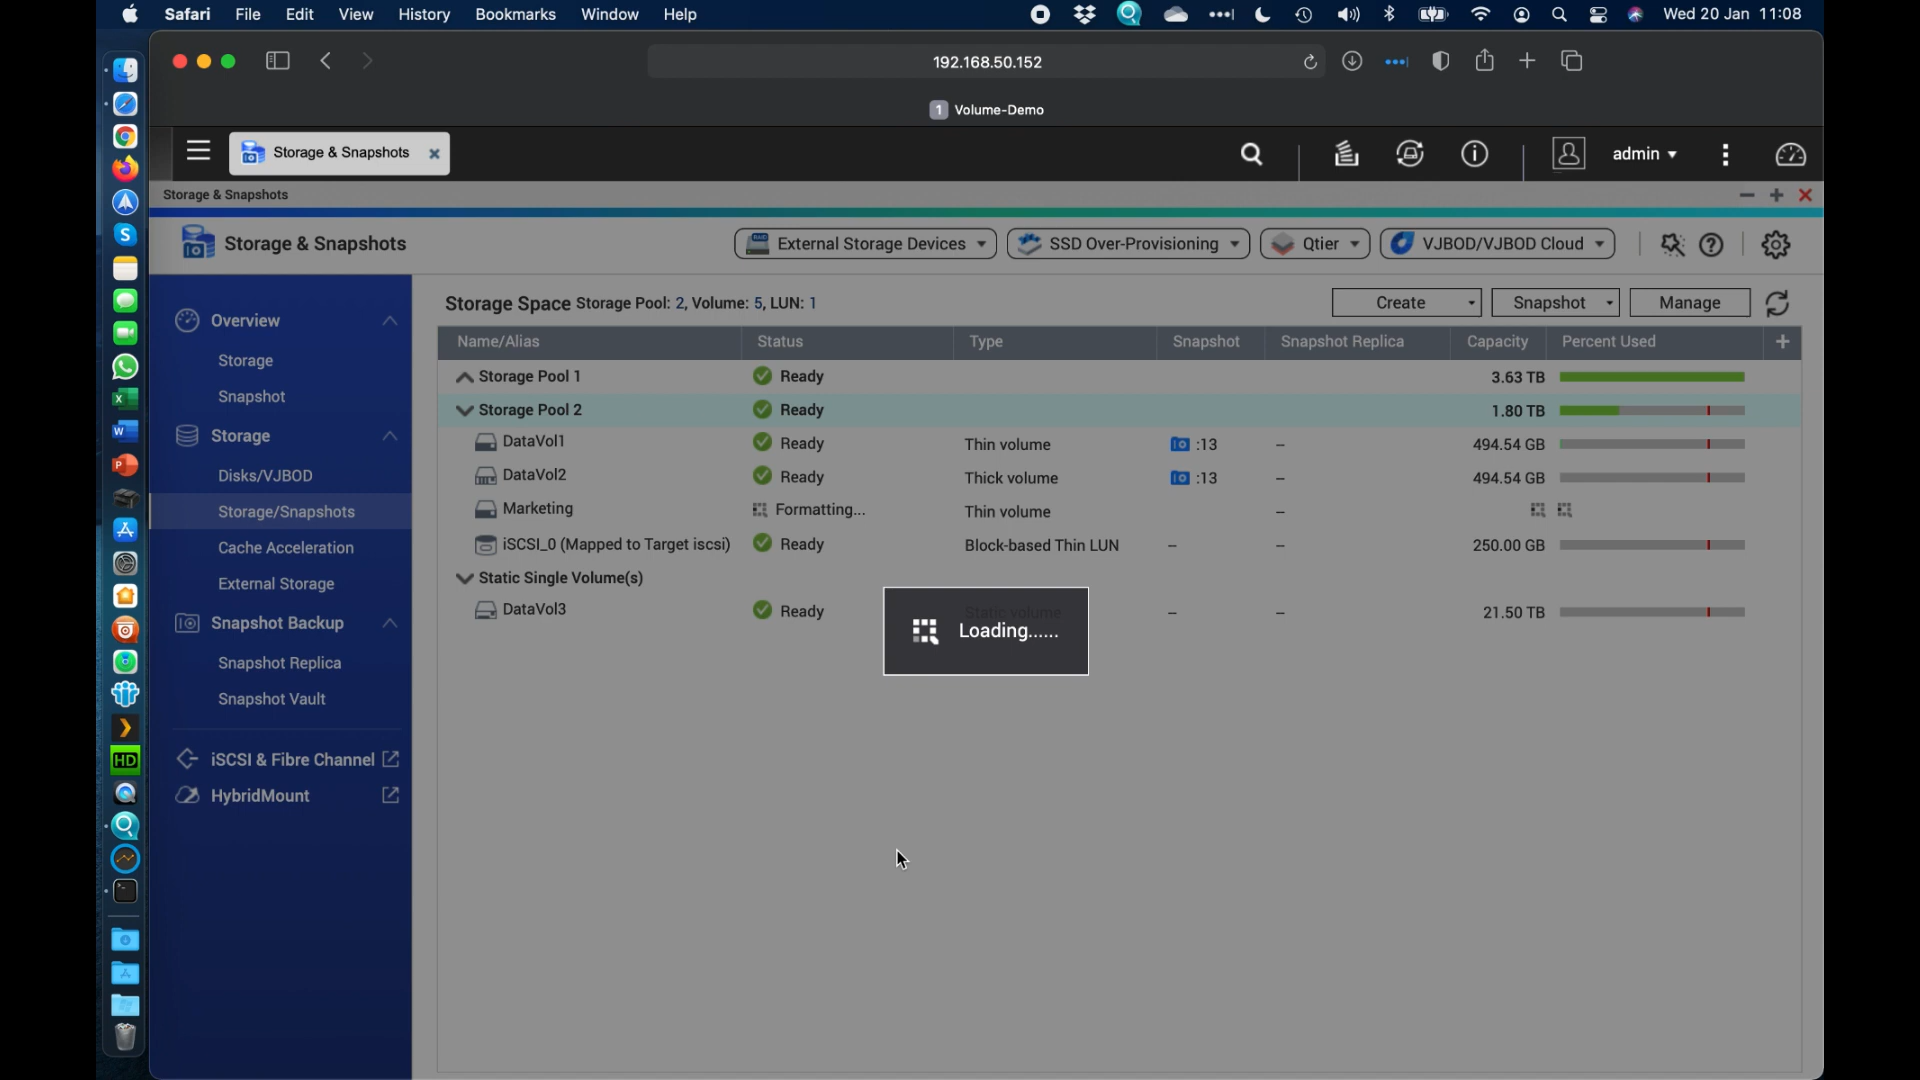 Safari File Edit View History Bookmarks Window Help Wed 20 Jan 11:08
192.168.50.152
1 Volume-Demo
Storage & Snapshots admin
Storage & Snapshots
Storage & Snapshots External Storage Devices SSD Over-Provisioning Qtier VJBOD/VJBOD Cloud
Overview
Storage
Snapshot
Storage
Disks/VJBOD
Storage/Snapshots
Cache Acceleration
External Storage
Snapshot Backup
Snapshot Replica
Snapshot Vault
iSCSI & Fibre Channel
HybridMount
HD
Storage Space Storage Pool: 2, Volume: 5, LUN: 1 Create Snapshot Manage
Name/Alias Status Type Snapshot Snapshot Replica Capacity Percent Used +
Storage Pool 1 Ready 3.63 TB
Storage Pool 2 Ready 1.80 TB
DataVol1 Ready Thin volume :13 -- 494.54 GB
DataVol2 Ready Thick volume :13 -- 494.54 GB
Marketing Formatting... Thin volume --
iSCSI_0 (Mapped to Target iscsi) Ready Block-based Thin LUN -- -- 250.00 GB
Static Single Volume(s)
DataVol3 Ready Static volume -- -- 21.50 TB
Loading......